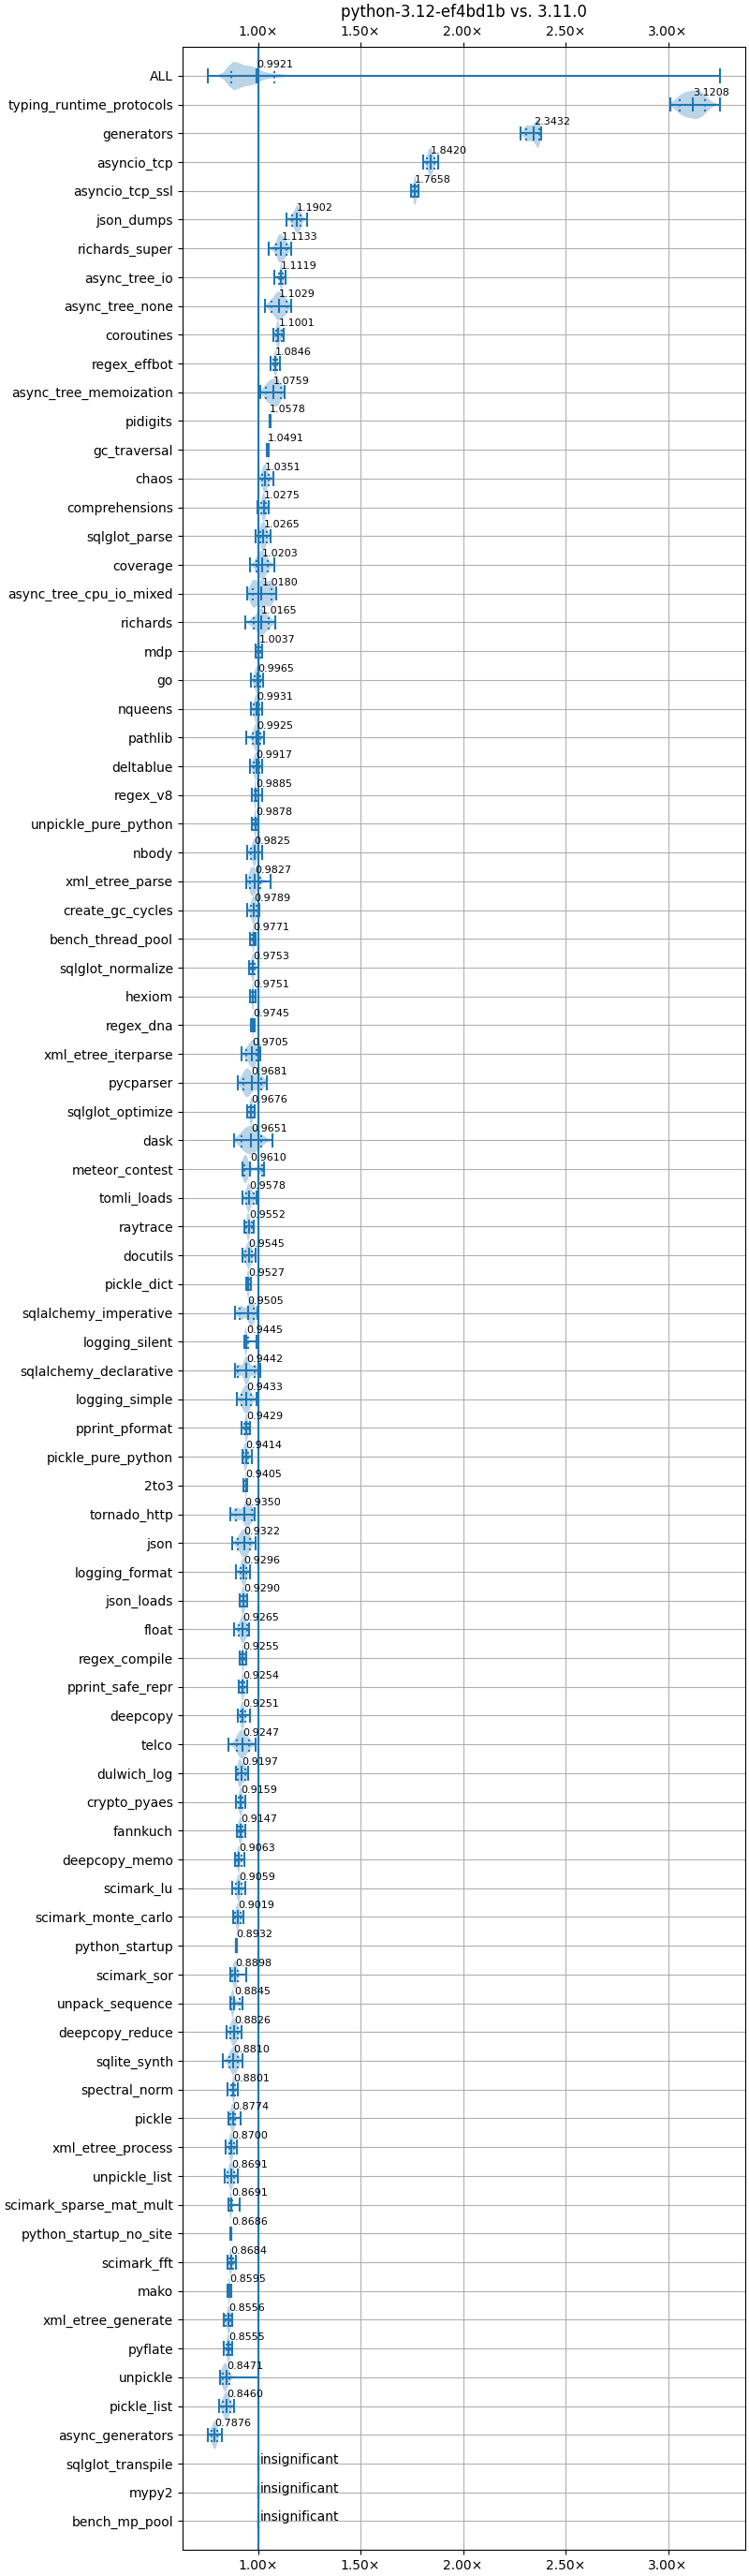 python-3.12-ef4bd1b vs. 3.11.0
1.00× 1.50× 2.00× 2.50× 3.00×
ALL 0.9921
typing_runtime_protocols 3.1208
generators 2.3432
asyncio_tcp 1.8420
asyncio_tcp_ssl 1.7658
json_dumps 1.1902
richards_super 1.1133
async_tree_io 1.1119
async_tree_none 1.1029
coroutines 1.1001
regex_effbot 1.0846
async_tree_memoization 1.0759
pidigits 1.0578
gc_traversal 1.0491
chaos 1.0351
comprehensions 1.0275
sqlglot_parse 1.0265
coverage 1.0203
async_tree_cpu_io_mixed 1.0180
richards 1.0165
mdp 1.0037
go 0.9965
nqueens 0.9931
pathlib 0.9925
deltablue 0.9917
regex_v8 0.9885
unpickle_pure_python 0.9878
nbody 0.9825
xml_etree_parse 0.9827
create_gc_cycles 0.9789
bench_thread_pool 0.9771
sqlglot_normalize 0.9753
hexiom 0.9751
regex_dna 0.9745
xml_etree_iterparse 0.9705
pycparser 0.9681
sqlglot_optimize 0.9676
dask 0.9651
meteor_contest 0.9610
tomli_loads 0.9578
raytrace 0.9552
docutils 0.9545
pickle_dict 0.9527
sqlalchemy_imperative 0.9505
logging_silent 0.9445
sqlalchemy_declarative 0.9442
logging_simple 0.9433
pprint_pformat 0.9429
pickle_pure_python 0.9414
2to3 0.9405
tornado_http 0.9350
json 0.9322
logging_format 0.9296
json_loads 0.9290
float 0.9265
regex_compile 0.9255
pprint_safe_repr 0.9254
deepcopy 0.9251
telco 0.9247
dulwich_log 0.9197
crypto_pyaes 0.9159
fannkuch 0.9147
deepcopy_memo 0.9063
scimark_lu 0.9059
scimark_monte_carlo 0.9019
python_startup 0.8932
scimark_sor 0.8898
unpack_sequence 0.8845
deepcopy_reduce 0.8826
sqlite_synth 0.8810
spectral_norm 0.8801
pickle 0.8774
xml_etree_process 0.8700
unpickle_list 0.8691
scimark_sparse_mat_mult 0.8691
python_startup_no_site 0.8686
scimark_fft 0.8684
mako 0.8595
xml_etree_generate 0.8556
pyflate 0.8555
unpickle 0.8471
pickle_list 0.8460
async_generators 0.7876
sqlglot_transpile insignificant
mypy2 insignificant
bench_mp_pool insignificant
1.00× 1.50× 2.00× 2.50× 3.00×